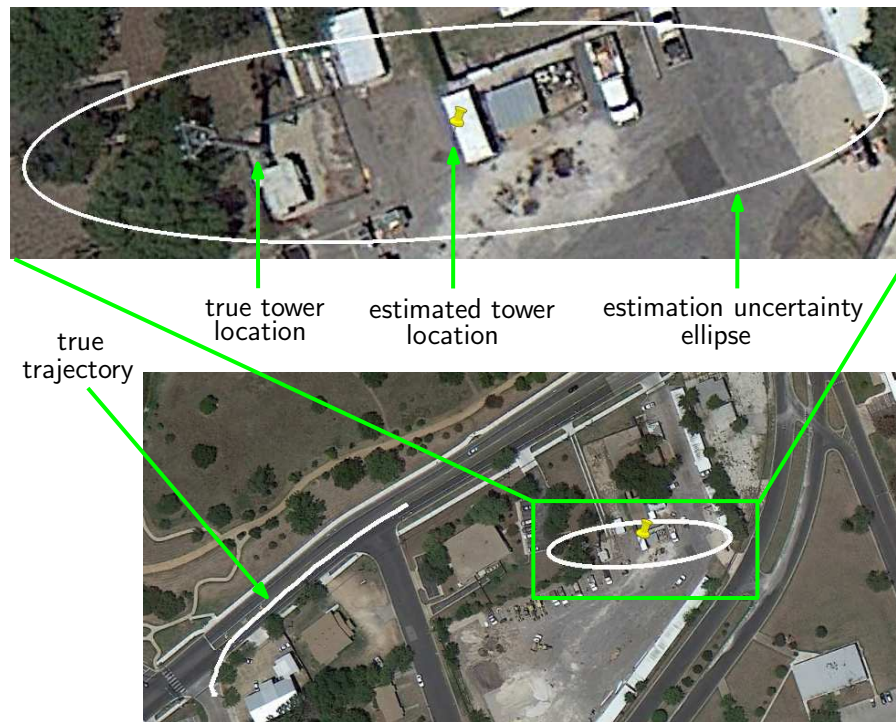 true tower
location
estimated tower
location
estimation uncertainty
ellipse
true
trajectory